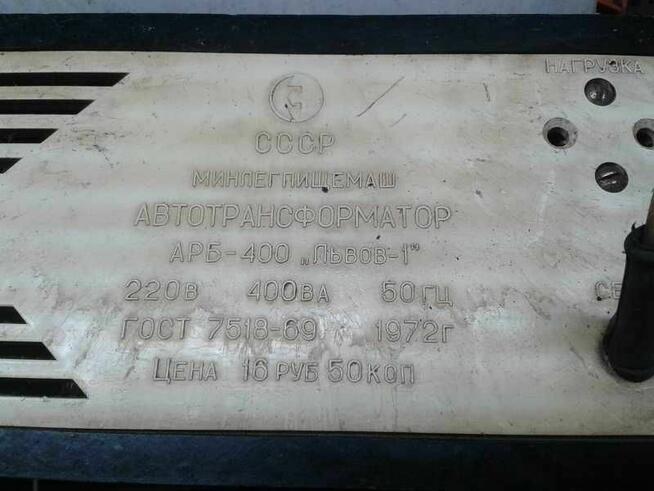 СССР
МИНЛЕГПИЩЕМАШ
АВТОТРАНСФОРМАТОР
АРБ-400 „ЛЬВОВ-1"
220В 400ВА 50ГЦ
ГОСТ 7518-69 1972г
ЦЕНА 16 РУБ 50 КОП
НАГРУЗКА